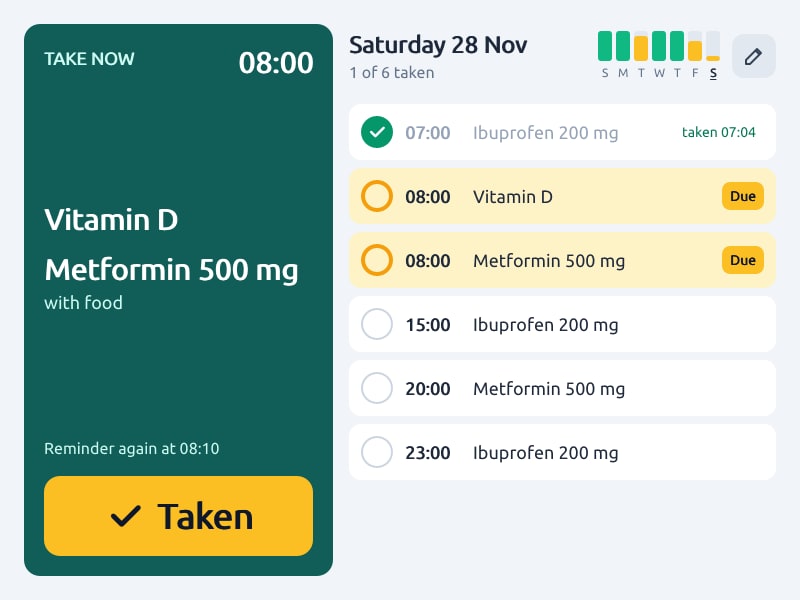 TAKE NOW 08:00
Vitamin D
Metformin 500 mg
with food
Reminder again at 08:10
Taken
Saturday 28 Nov
1 of 6 taken
S M T W T F S
07:00 Ibuprofen 200 mg taken 07:04
08:00 Vitamin D Due
08:00 Metformin 500 mg Due
15:00 Ibuprofen 200 mg
20:00 Metformin 500 mg
23:00 Ibuprofen 200 mg